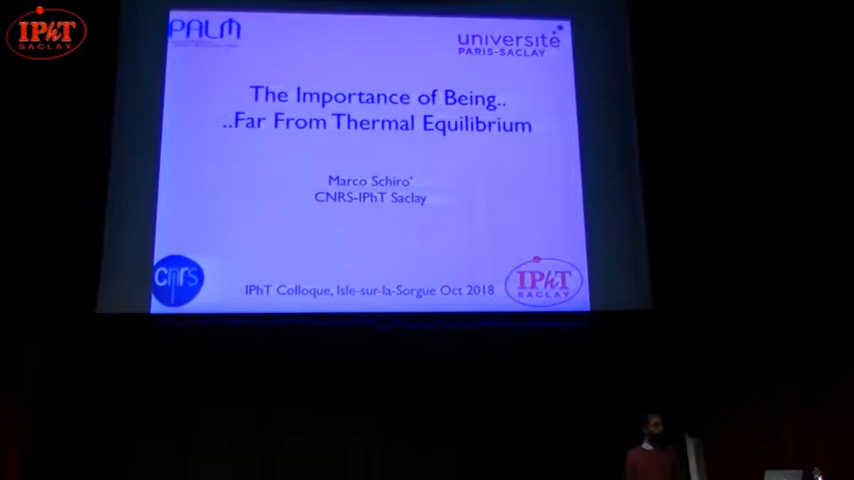 IPhT
SACLAY
PALM
université
PARIS-SACLAY
The Importance of Being..
..Far From Thermal Equilibrium
Marco Schiro'
CNRS-IPhT Saclay
cnrs
IPhT Colloque, Isle-sur-la-Sorgue Oct 2018
IPhT
SACLAY